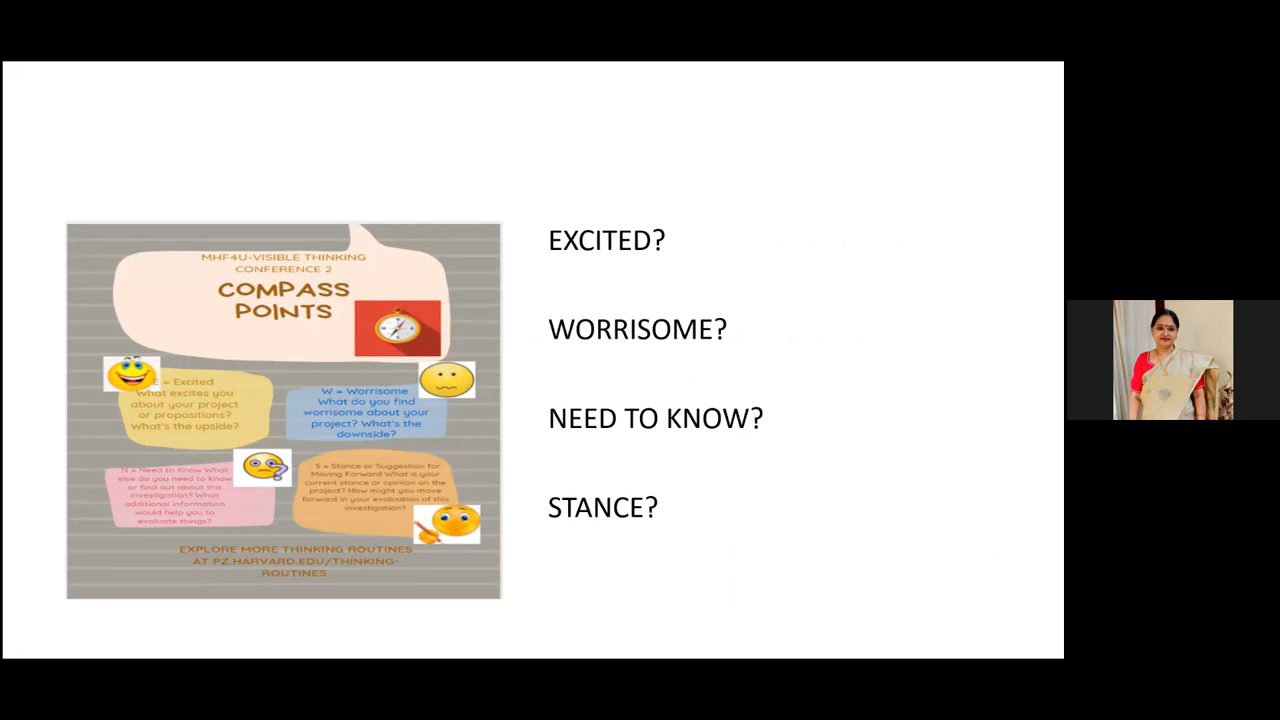 MHF4U-VISIBLE THINKING
CONFERENCE 2
COMPASS
POINTS
E = Excited
What excites you
about your project
or propositions?
What's the upside?
W = Worrisome
What do you find
worrisome about your
project? What's the
downside?
N = Need to Know What
else do you need to know
or find out about this
investigation? What
additional information
would help you to
evaluate things?
S = Stance or Suggestion for
Moving Forward What is your
current stance or opinion on the
project? How might you move
forward in your evaluation of this
investigation?
EXPLORE MORE THINKING ROUTINES
AT PZ.HARVARD.EDU/THINKING-
ROUTINES
EXCITED?
WORRISOME?
NEED TO KNOW?
STANCE?